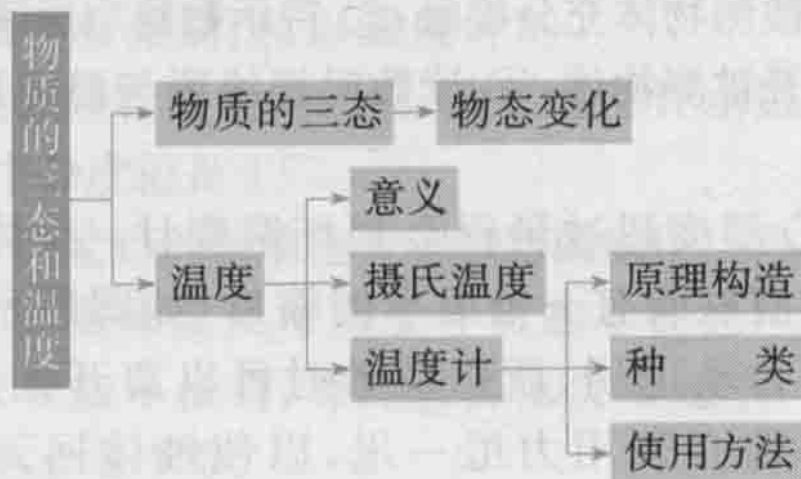 物质的三态和温度
物质的三态
物态变化
温度
意义
摄氏温度
温度计
原理构造
种 类
使用方法